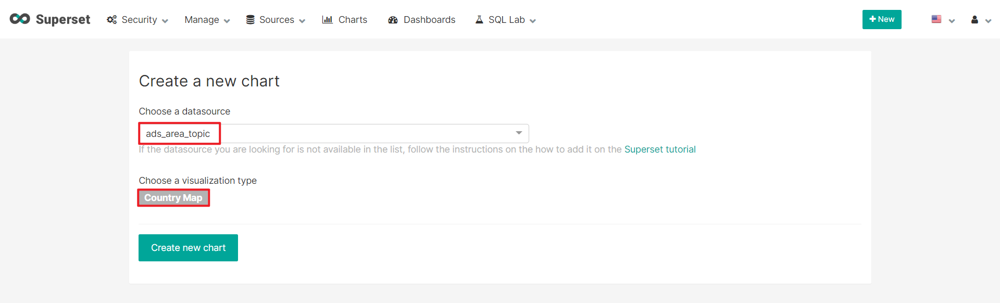 Superset Security Manage Sources Charts Dashboards SQL Lab + New
Create a new chart
Choose a datasource
ads_area_topic
If the datasource you are looking for is not available in the list, follow the instructions on the how to add it on the Superset tutorial
Choose a visualization type
Country Map
Create new chart